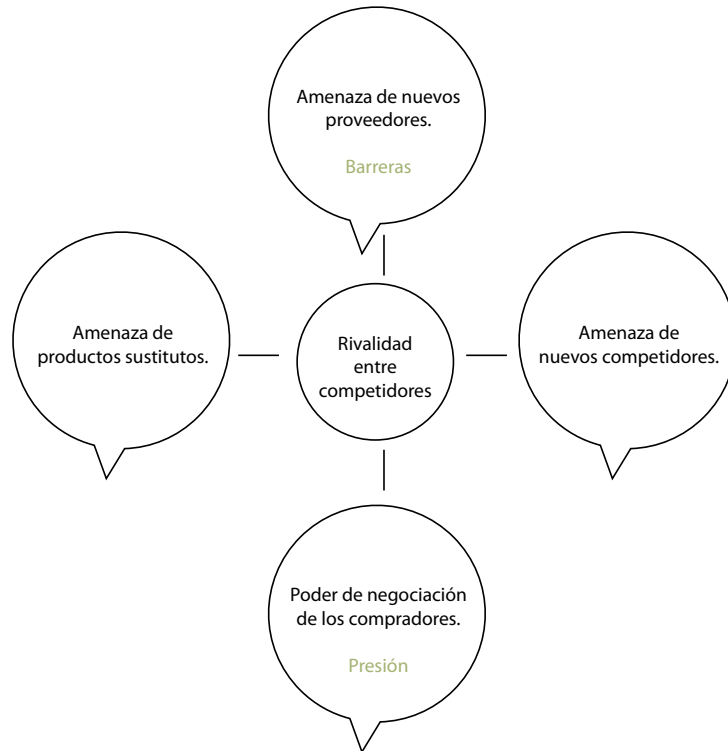 Amenaza de nuevos
proveedores.
Barreras
Amenaza de
productos sustitutos.
Rivalidad
entre
competidores
Amenaza de
nuevos competidores.
Poder de negociación
de los compradores.
Presión